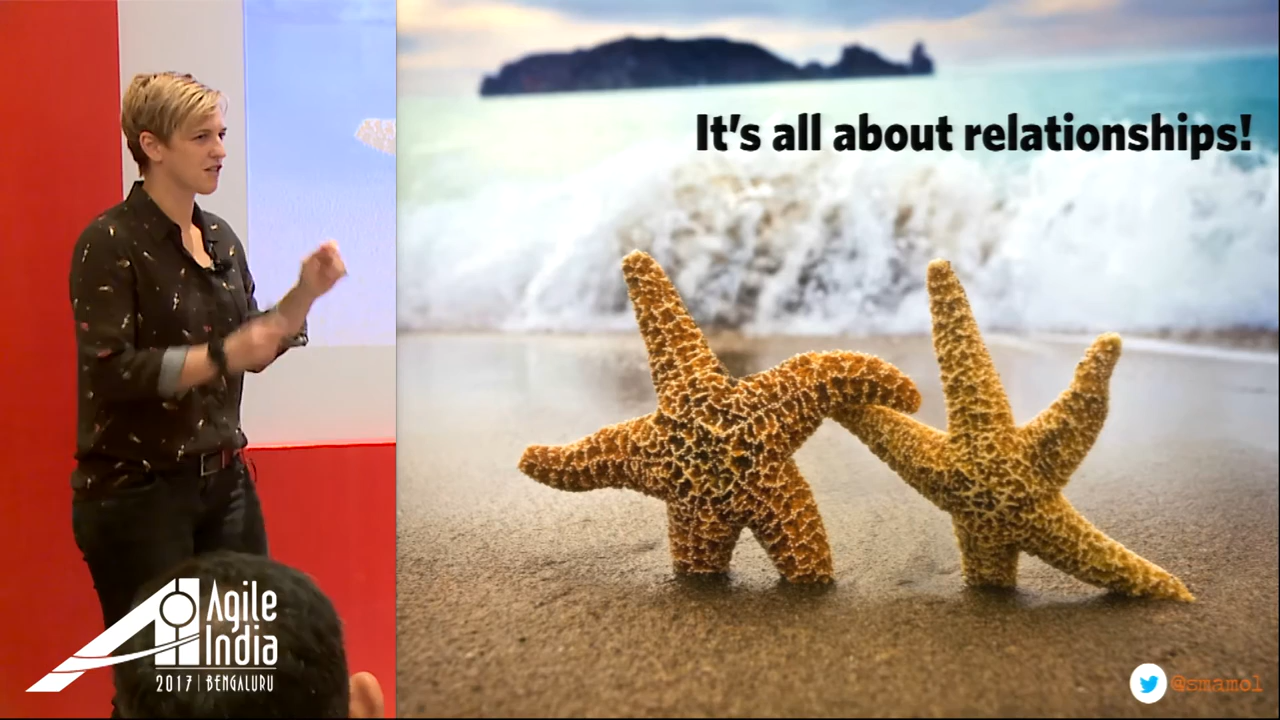 It's all about relationships!
Agile
India
2017 | BENGALURU
@smamol